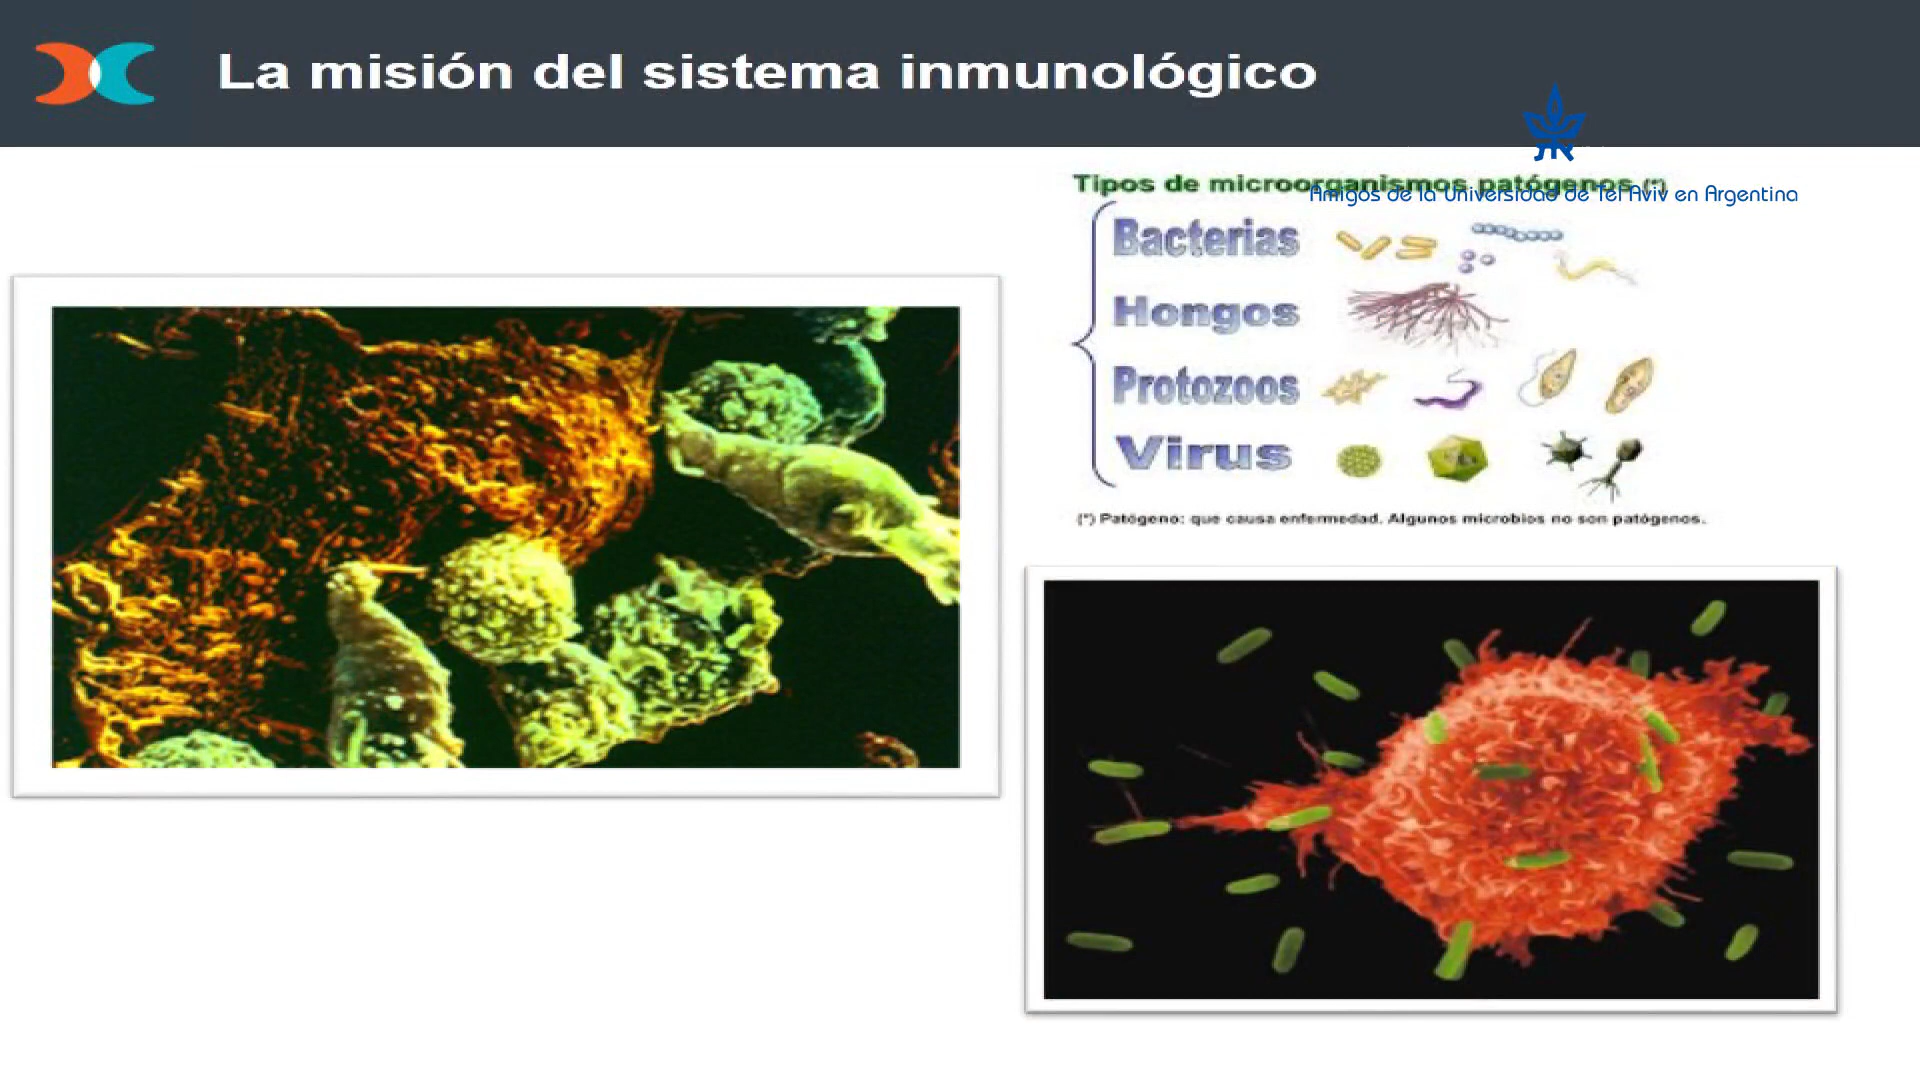 La misión del sistema inmunológico
Tipos de microorganismos patógenos (*)
Amigos de la Universidad de Tel Aviv en Argentina
Bacterias
Hongos
Protozoos
Virus
(*) Patógeno: que causa enfermedad. Algunos microbios no son patógenos.